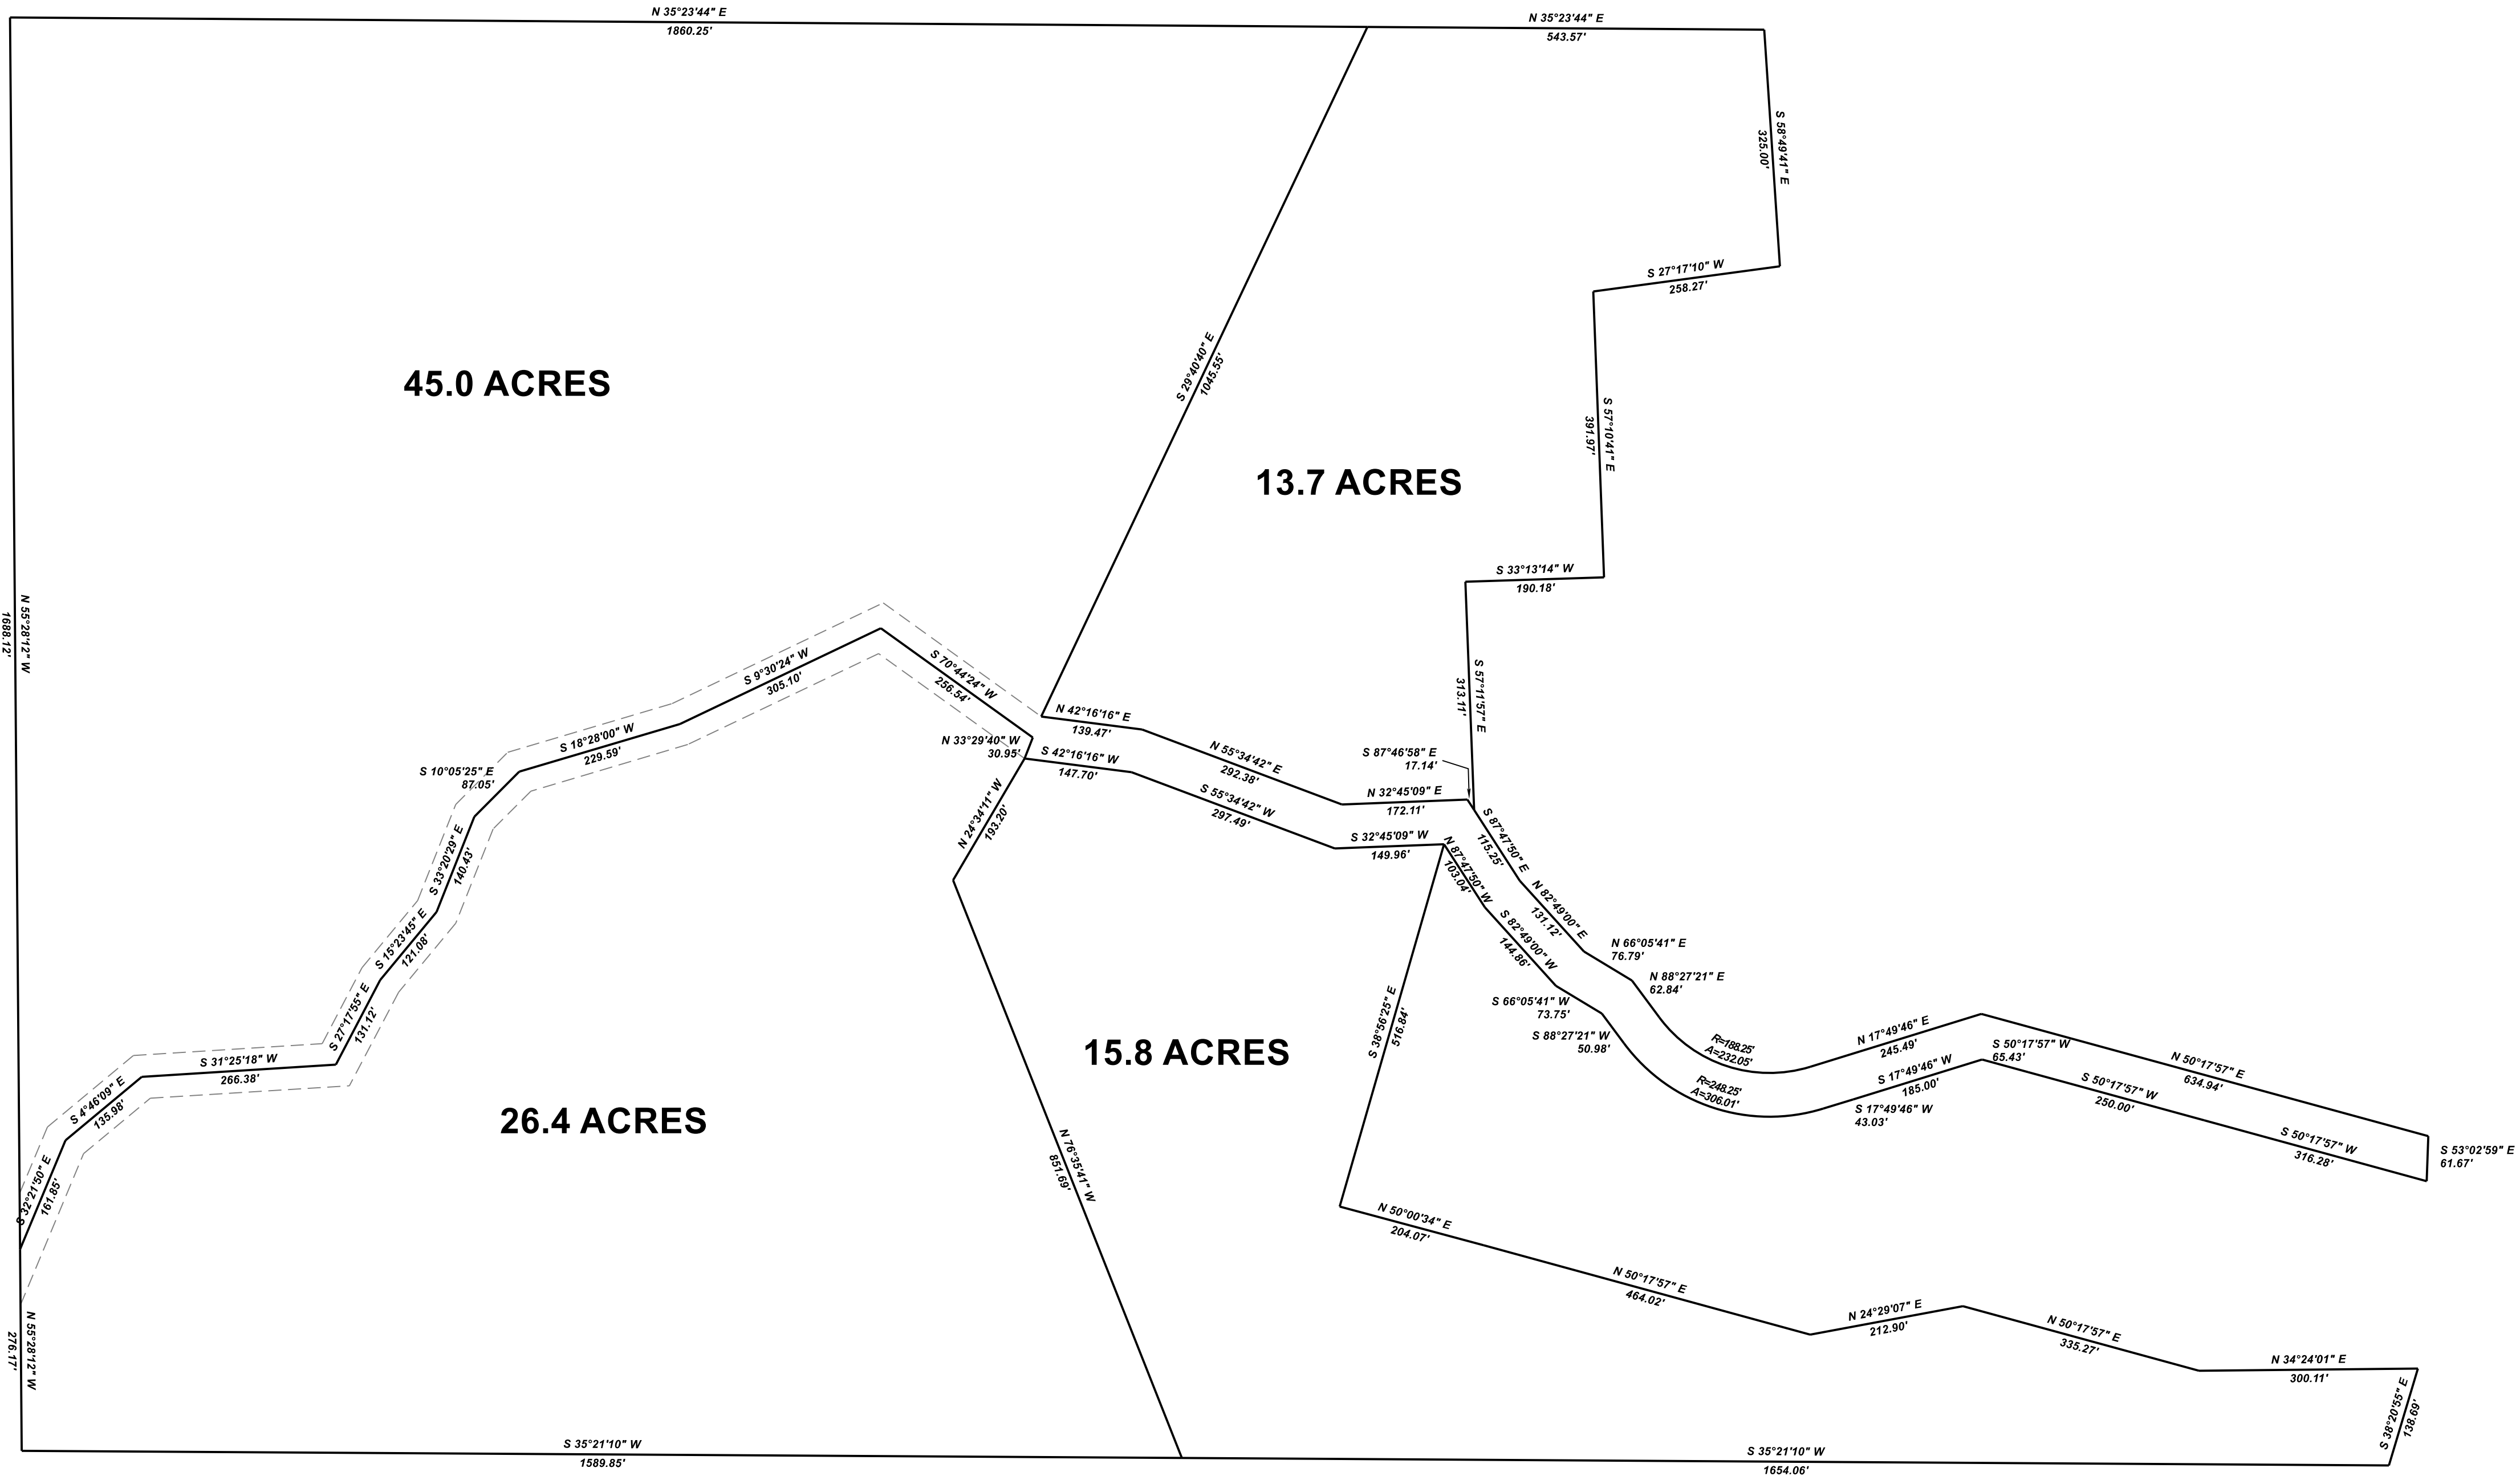 N 35°23'44" E
1860.25'
N 35°23'44" E
543.57'
S 58°49'41" E
325.00'
S 27°17'10" W
258.27'
S 29°40'40" E
1045.55'
45.0 ACRES
S 57°10'41" E
391.97'
13.7 ACRES
S 33°13'14" W
190.18'
N 55°28'12" W
1688.12'
S 9°30'24" W
305.10'
S 70°44'24" W
256.54'
S 57°11'57" E
313.11'
N 42°16'16" E
139.47'
S 18°28'00" W
229.59'
N 33°29'40" W
30.95'
S 42°16'16" W
147.70'
N 55°34'42" E
292.38'
S 87°46'58" E
17.14'
S 10°05'25" E
87.05'
N 32°45'09" E
172.11'
S 55°34'42" W
297.49'
N 24°34'11" W
193.20'
S 32°45'09" W
149.96'
S 87°47'50" E
115.25'
S 33°20'29" E
140.43'
N 87°47'50" W
103.04'
N 82°49'00" E
131.12'
S 15°23'45" E
121.08'
S 82°49'00" W
144.86'
N 66°05'41" E
76.79'
N 88°27'21" E
62.84'
S 27°17'55" E
131.12'
S 66°05'41" W
73.75'
S 38°56'25" E
516.84'
S 88°27'21" W
50.98'
R=188.25'
A=232.05'
N 17°49'46" E
245.49'
S 50°17'57" W
65.43'
15.8 ACRES
S 31°25'18" W
266.38'
N 50°17'57" E
634.94'
S 4°46'09" E
135.98'
R=248.25'
A=306.01'
S 17°49'46" W
185.00'
S 17°49'46" W
43.03'
S 50°17'57" W
250.00'
26.4 ACRES
S 50°17'57" W
316.28'
S 53°02'59" E
61.67'
S 32°21'50" E
161.85'
N 76°35'41" W
851.69'
N 50°00'34" E
204.07'
N 50°17'57" E
464.02'
N 24°29'07" E
212.90'
N 50°17'57" E
335.27'
N 55°28'12" W
276.17'
N 34°24'01" E
300.11'
S 38°20'55" E
138.69'
S 35°21'10" W
1589.85'
S 35°21'10" W
1654.06'